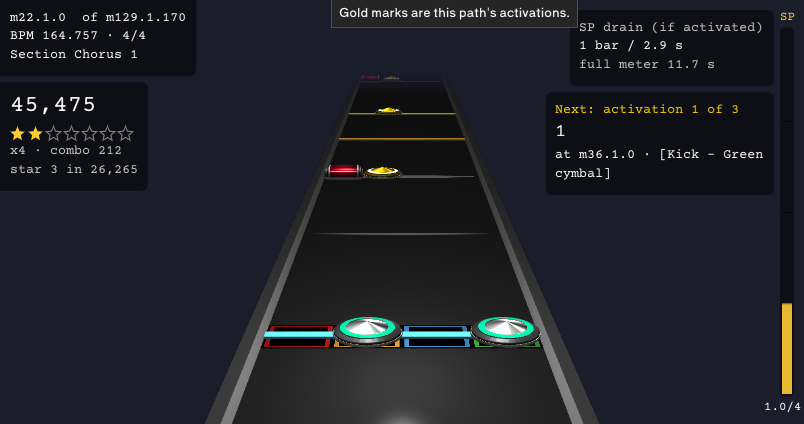 Gold marks are this path's activations.
m22.1.0 of m129.1.170
BPM 164.757 · 4/4
Section Chorus 1
45,475
x4 · combo 212
star 3 in 26,265
SP drain (if activated)
1 bar / 2.9 s
full meter 11.7 s
Next: activation 1 of 3
1
at m36.1.0 · [Kick - Green
cymbal]
SP
1.0/4